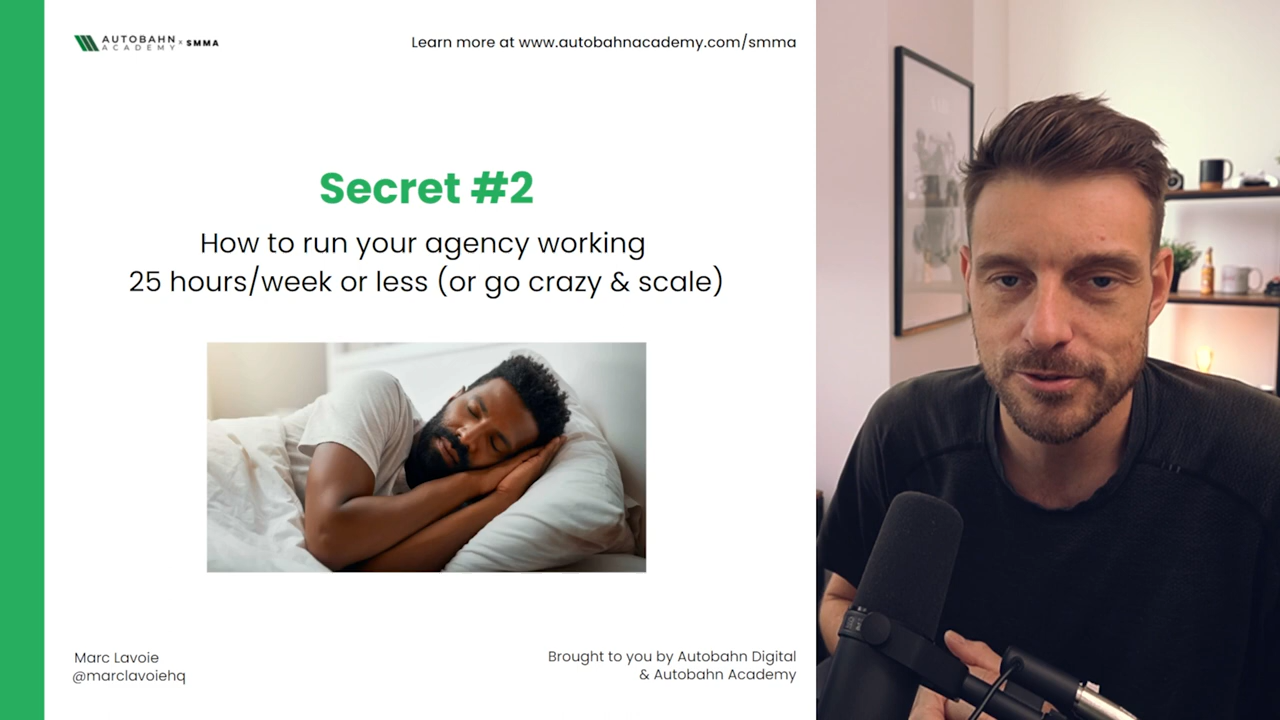 AUTOBAHN
ACADEMY x SMMA
Learn more at www.autobahnacademy.com/smma
Secret #2
How to run your agency working
25 hours/week or less (or go crazy & scale)
Marc Lavoie
@marclavoiehq
Brought to you by Autobahn Digital
& Autobahn Academy